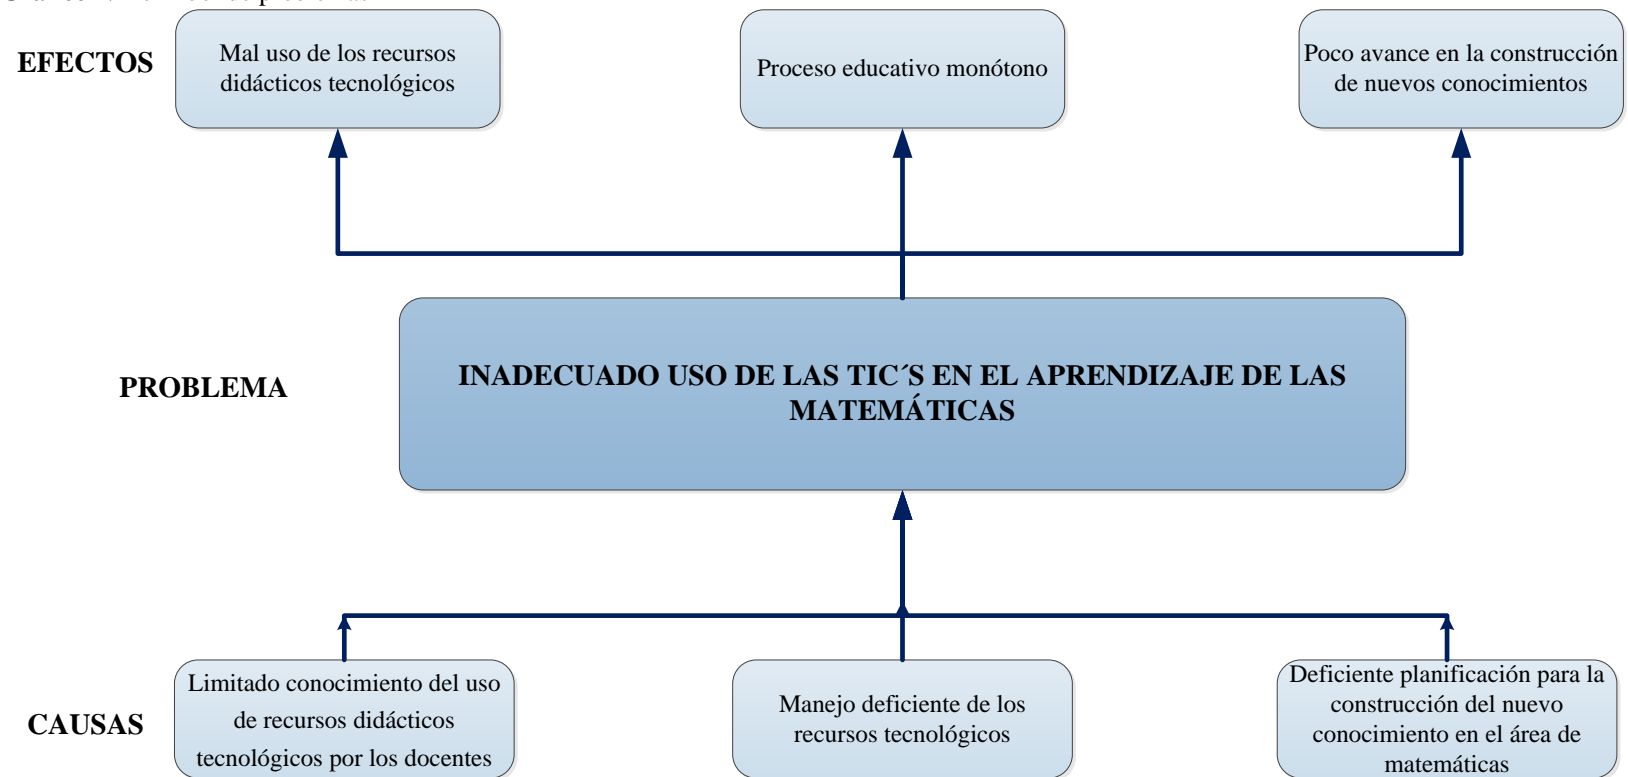 EFECTOS
Mal uso de los recursos
didácticos tecnológicos
Proceso educativo monótono
Poco avance en la construcción
de nuevos conocimientos
PROBLEMA
INADECUADO USO DE LAS TIC´S EN EL APRENDIZAJE DE LAS
MATEMÁTICAS
CAUSAS
Limitado conocimiento del uso
de recursos didácticos
tecnológicos por los docentes
Manejo deficiente de los
recursos tecnológicos
Deficiente planificación para la
construcción del nuevo
conocimiento en el área de
matemáticas